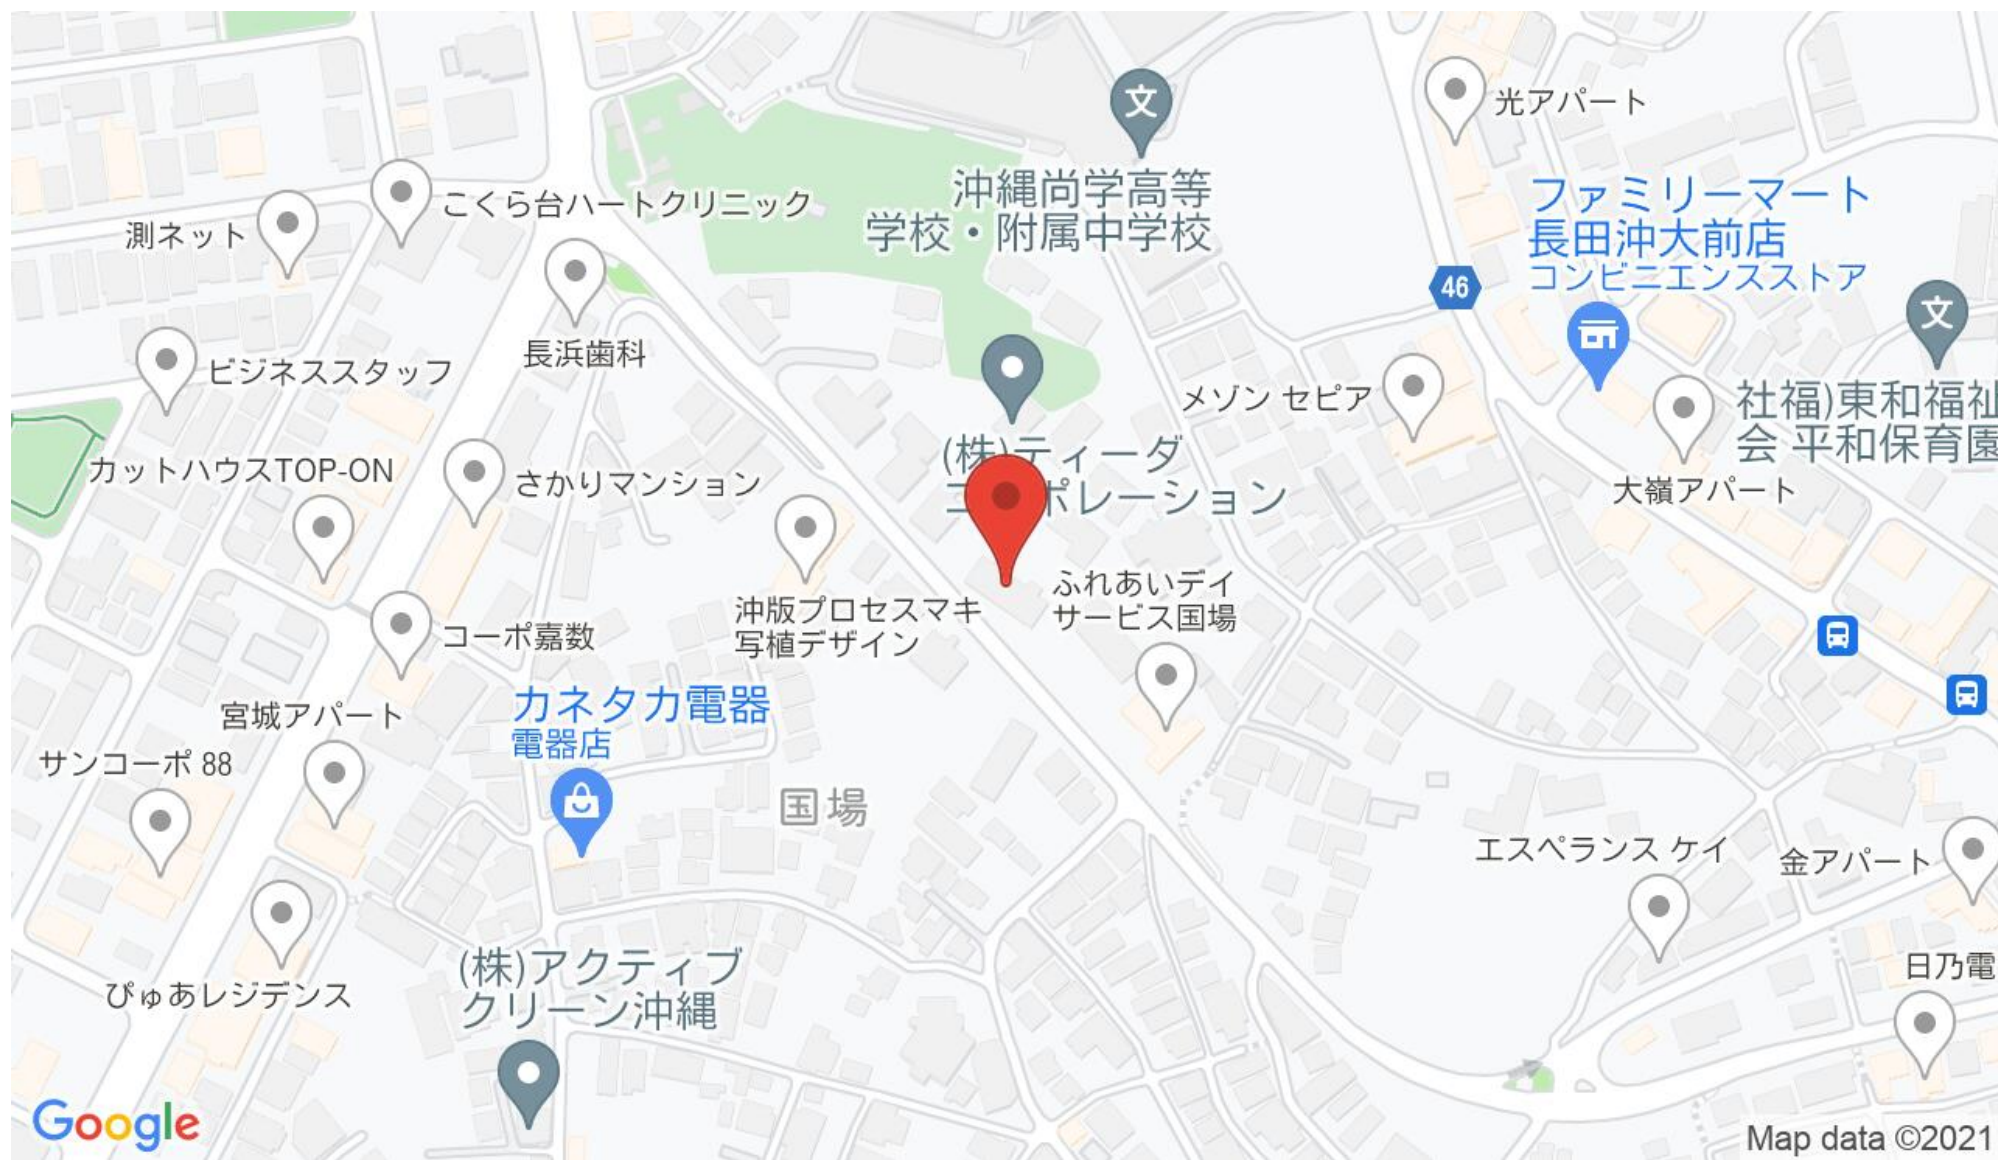 光アパート
文
沖縄尚学高等
学校・附属中学校
こくら台ハートクリニック
測ネット
ファミリーマート
長田沖大前店
コンビニエンスストア
46
文
長浜歯科
ビジネススタッフ
メゾン セピア
社福)東和福祉
会 平和保育園
(株)ティーダ
コーポレーション
カットハウスTOP-ON
さかりマンション
大嶺アパート
ふれあいデイ
サービス国場
沖版プロセスマキ
写植デザイン
コーポ嘉数
宮城アパート
カネタカ電器
電器店
サンコーポ 88
国場
エスペランス ケイ
金アパート
(株)アクティブ
クリーン沖縄
ぴゅあレジデンス
日乃電
Google
Map data ©2021